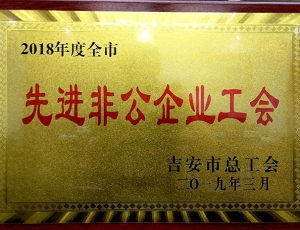 2018年度全市
先进非公企业工会
吉安市总工会
二〇一九年三月